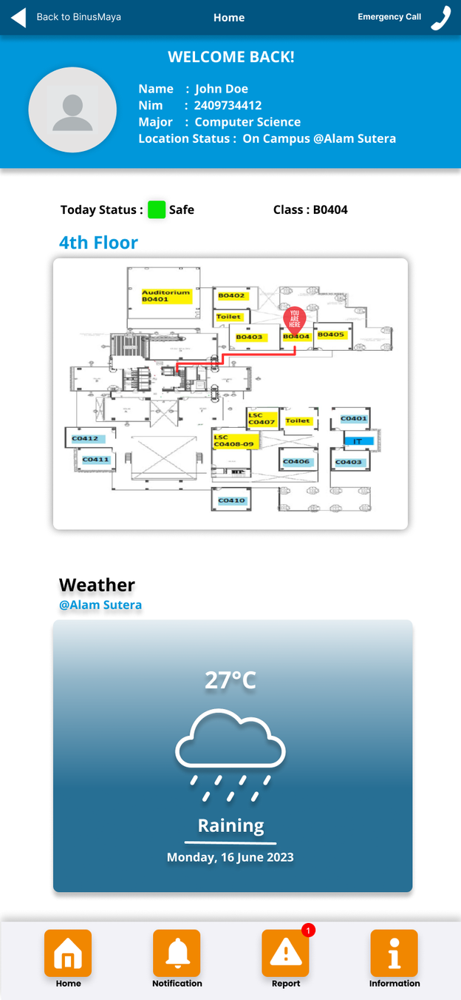 Back to BinusMaya
Home
Emergency Call
WELCOME BACK!
Name : John Doe
Nim : 2409734412
Major : Computer Science
Location Status : On Campus @Alam Sutera
Today Status : Safe
Class : B0404
4th Floor
Auditorium
B0401
B0402
Toilet
YOU
ARE
HERE
B0403
B0404
B0405
LSC
C0407
Toilet
C0401
C0412
LSC
C0408-09
IT
C0411
C0406
C0403
C0410
Weather
@Alam Sutera
27°C
Raining
Monday, 16 June 2023
1
Home
Notification
Report
Information